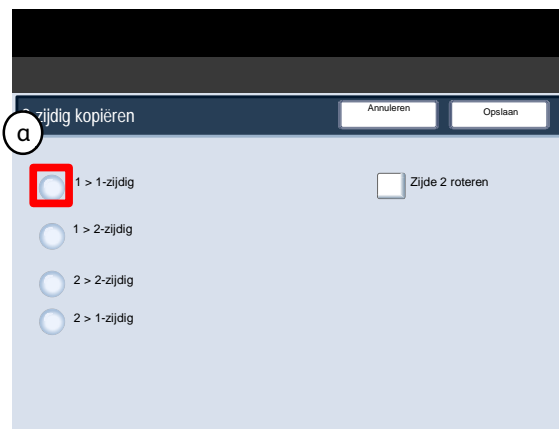 2-zijdig kopiëren
Annuleren
Opslaan
a
1 > 1-zijdig
Zijde 2 roteren
1 > 2-zijdig
2 > 2-zijdig
2 > 1-zijdig